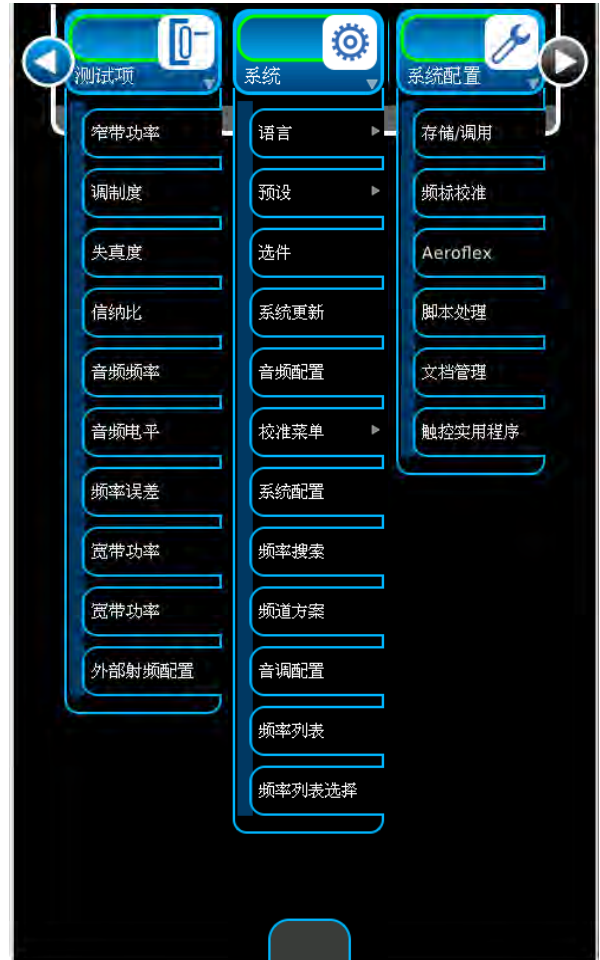 测试项
窄带功率
调制度
失真度
信纳比
音频频率
音频电平
频率误差
宽带功率
宽带功率
外部射频配置
系统
语言
预设
选件
系统更新
音频配置
校准菜单
系统配置
频率搜索
频道方案
音调配置
频率列表
频率列表选择
系统配置
存储/调用
频标校准
Aeroflex
脚本处理
文档管理
触控实用程序